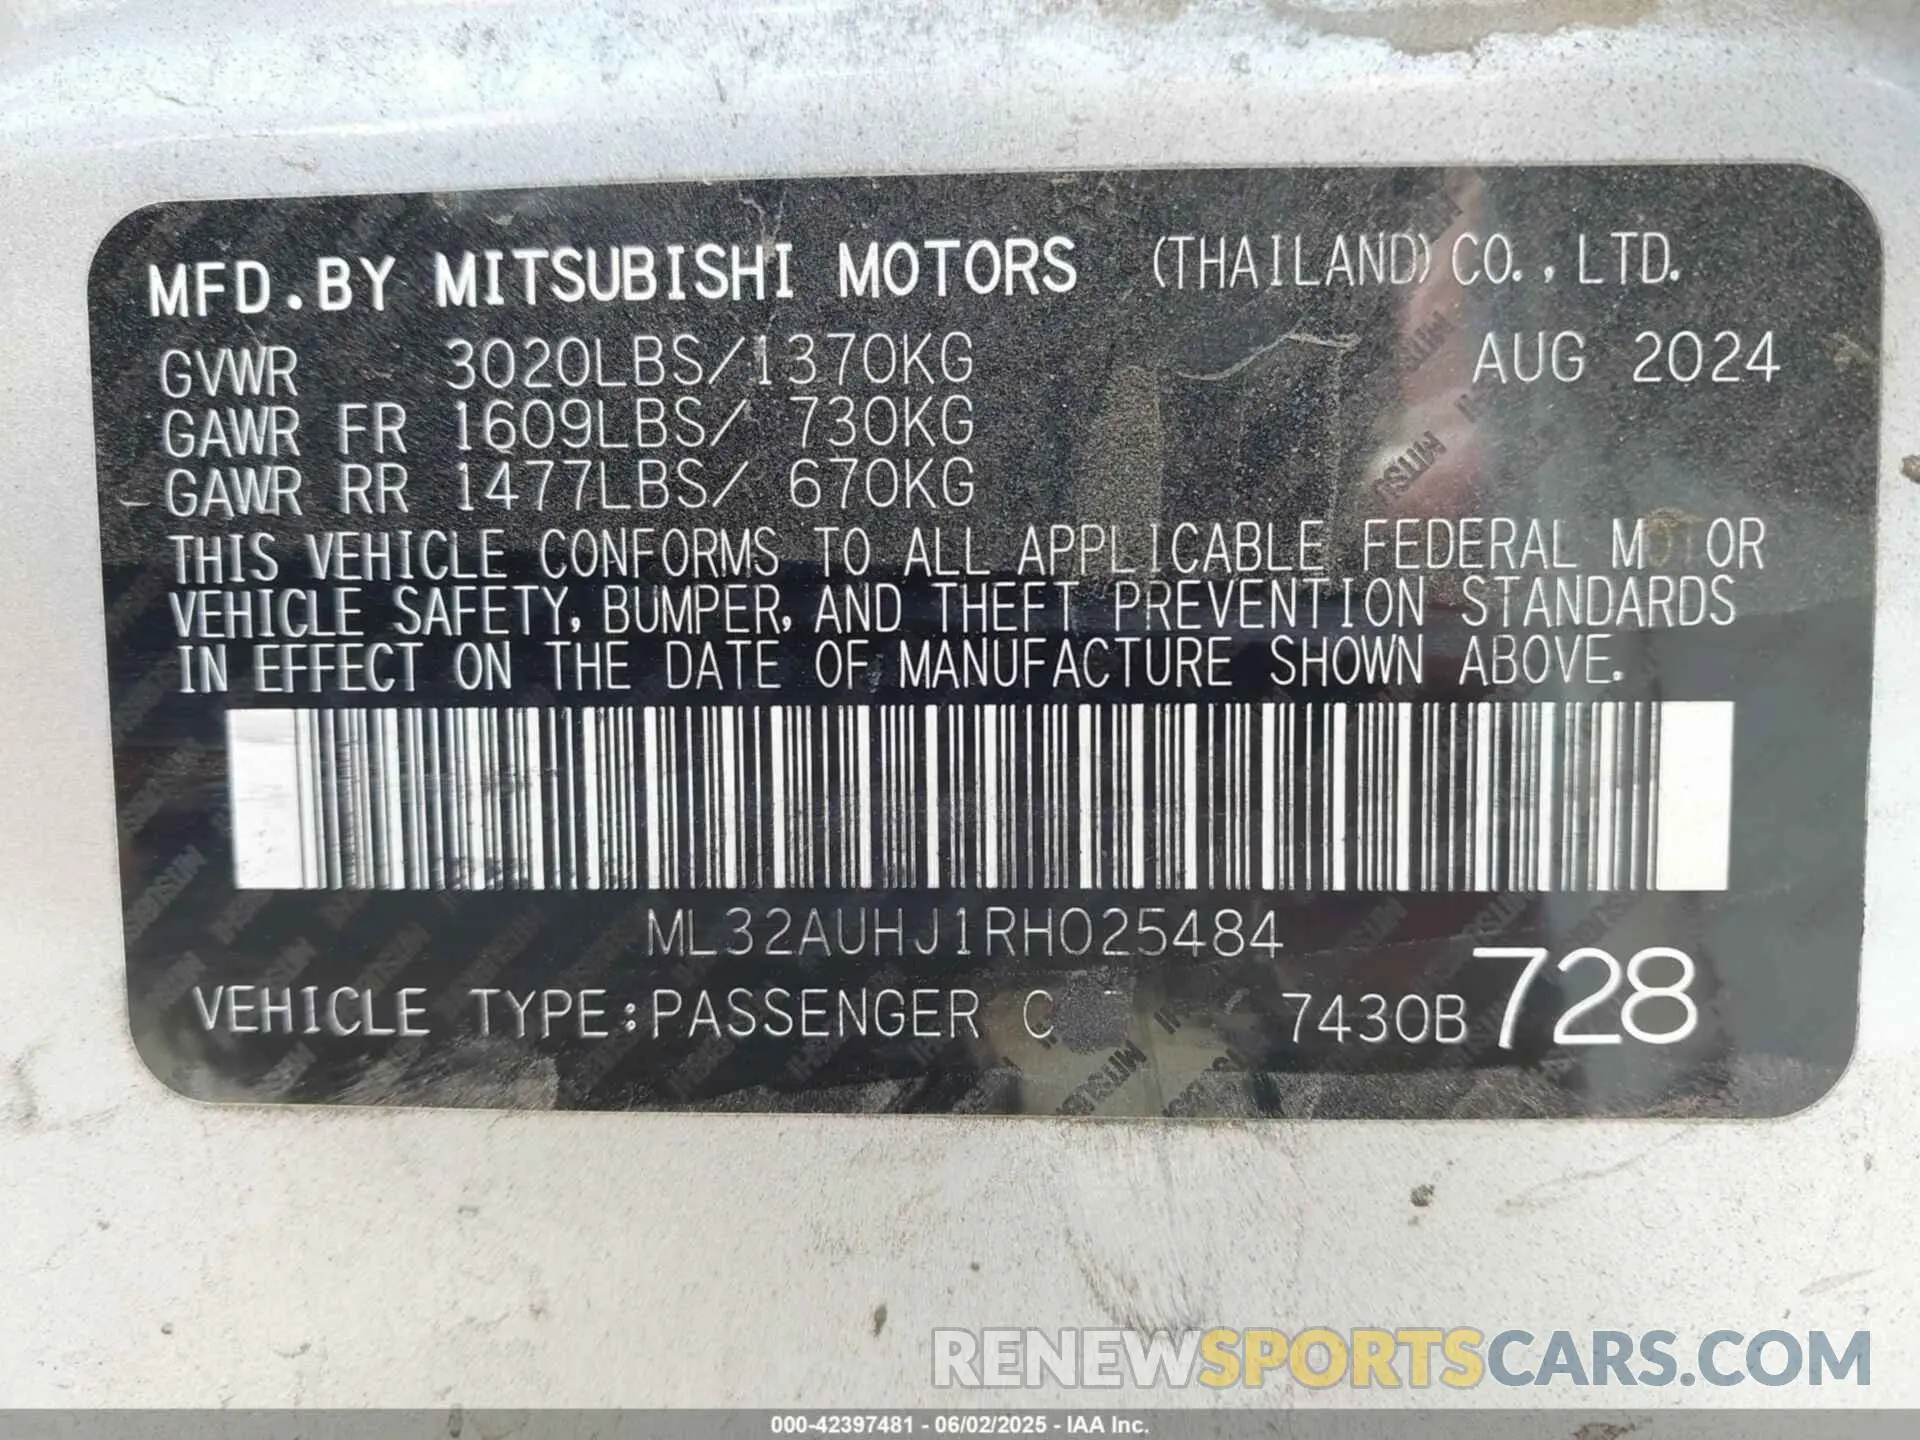 MFD.BY MITSUBISHI MOTORS (THAILAND) CO.,LTD.
GVWR 3020LBS/1370KG AUG 2024
GAWR FR 1609LBS/ 730KG
GAWR RR 1477LBS/ 670KG
THIS VEHICLE CONFORMS TO ALL APPLICABLE FEDERAL MOTOR
VEHICLE SAFETY, BUMPER, AND THEFT PREVENTION STANDARDS
IN EFFECT ON THE DATE OF MANUFACTURE SHOWN ABOVE.
ML32AUHJ1RH025484
VEHICLE TYPE:PASSENGER 7430B 728
RENEWSPORTSCARS.COM
000-42397481 - 06/02/2025 - IAA Inc.